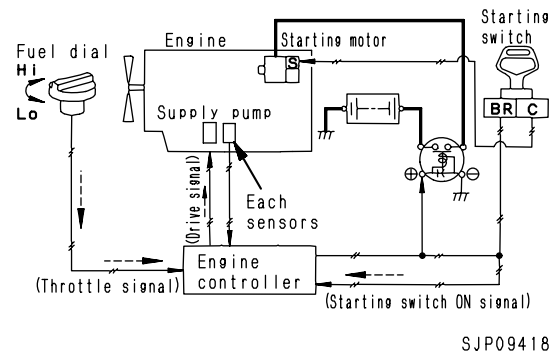 Starting
switch
Engine
Starting motor
Fuel dial
Hi
Lo
S
BR C
Supply pump
Each
sensors
(Drive signal)
Engine
controller
(Throttle signal)
(Starting switch ON signal)
SJP09418